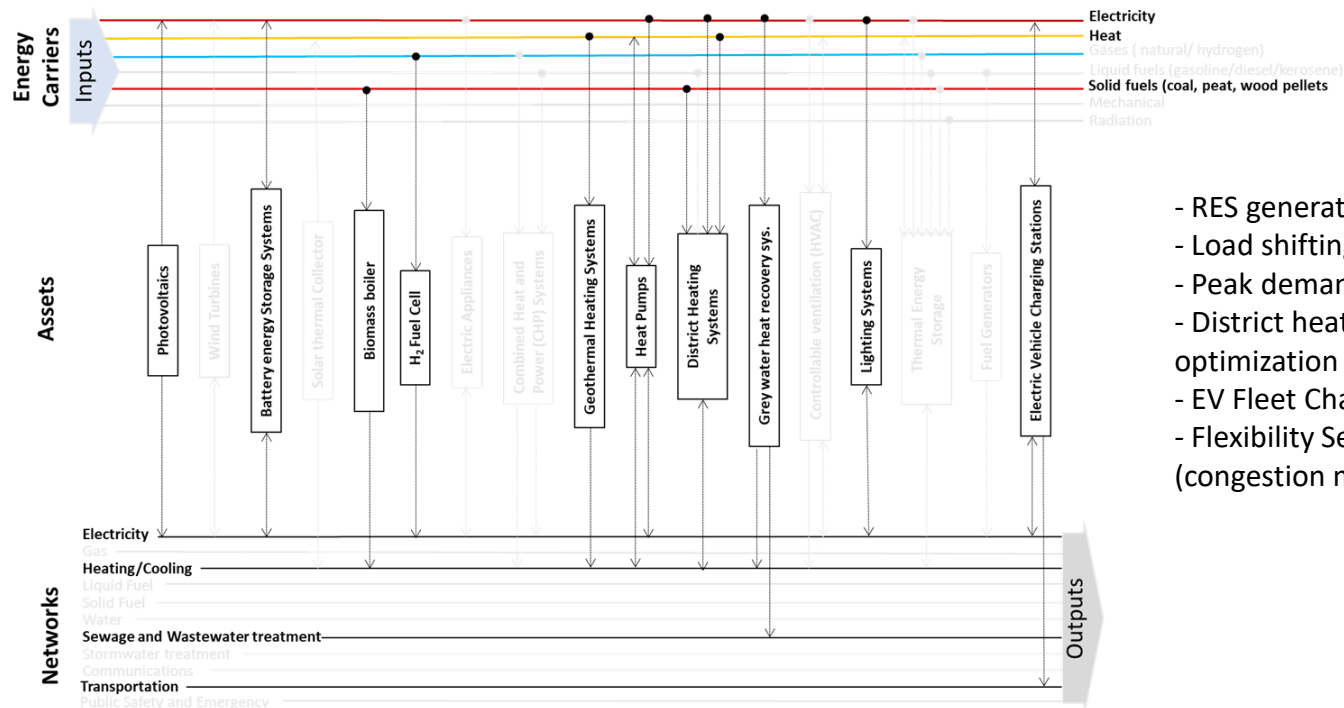 Energy
Carriers
Inputs
Electricity
Heat
Gases ( natural/ hydrogen)
Liquid fuels (gasoline/diesel/kerosene)
Solid fuels (coal, peat, wood pellets
Mechanical
Radiation
Assets
Photovoltaics
Wind Turbines
Battery energy Storage Systems
Solar thermal Collector
Biomass boiler
H₂ Fuel Cell
Electric Appliances
Combined Heat and
Power (CHP) Systems
Geothermal Heating Systems
Heat Pumps
District Heating
Systems
Grey water heat recovery sys.
Controllable ventilation (HVAC)
Lighting Systems
Thermal Energy
Storage
Fuel Generators
Electric Vehicle Charging Stations
- RES generat
- Load shifting
- Peak deman
- District heat
optimization
- EV Fleet Cha
- Flexibility Se
(congestion m
Networks
Electricity
Gas
Heating/Cooling
Liquid Fuel
Solid Fuel
Water
Sewage and Wastewater treatment
Stormwater treatment
Communications
Transportation
Public Safety and Emergency
Outputs